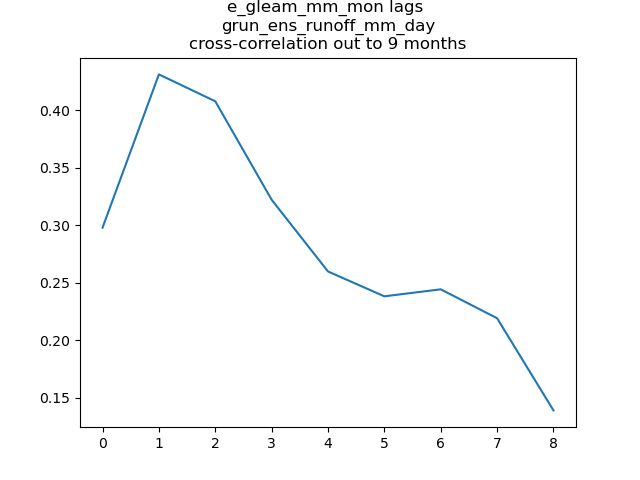 e_gleam_mm_mon lags
grun_ens_runoff_mm_day
cross-correlation out to 9 months
0.40
0.35
0.30
0.25
0.20
0.15
0 1 2 3 4 5 6 7 8